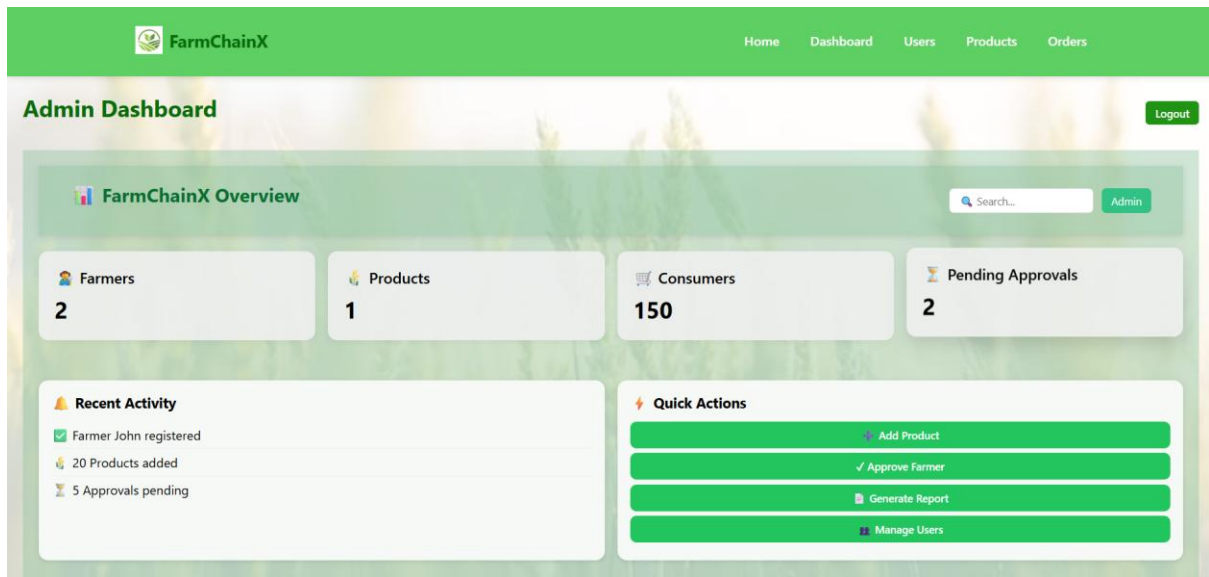 FarmChainX
Home Dashboard Users Products Orders
Admin Dashboard
Logout
FarmChainX Overview
Search...
Admin
Farmers
2
Products
1
Consumers
150
Pending Approvals
2
Recent Activity
Farmer John registered
20 Products added
5 Approvals pending
Quick Actions
Add Product
✓ Approve Farmer
Generate Report
Manage Users